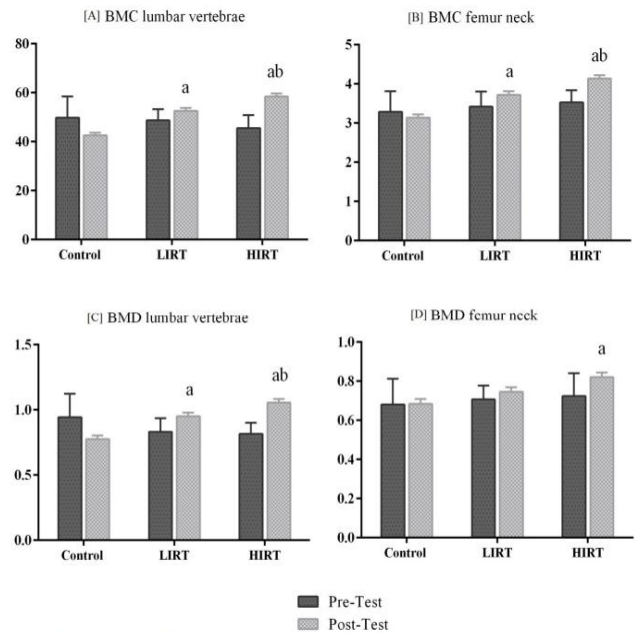 [A] BMC lumbar vertebrae
80
60
40
20
0
a
ab
Control LIRT HIRT
[B] BMC femur neck
5
4
3
2
1
0
a
ab
Control LIRT HIRT
[C] BMD lumbar vertebrae
1.5
1.0
0.5
0.0
a
ab
Control LIRT HIRT
[D] BMD femur neck
1.0
0.8
0.6
0.4
0.2
0.0
a
Control LIRT HIRT
Pre-Test
Post-Test